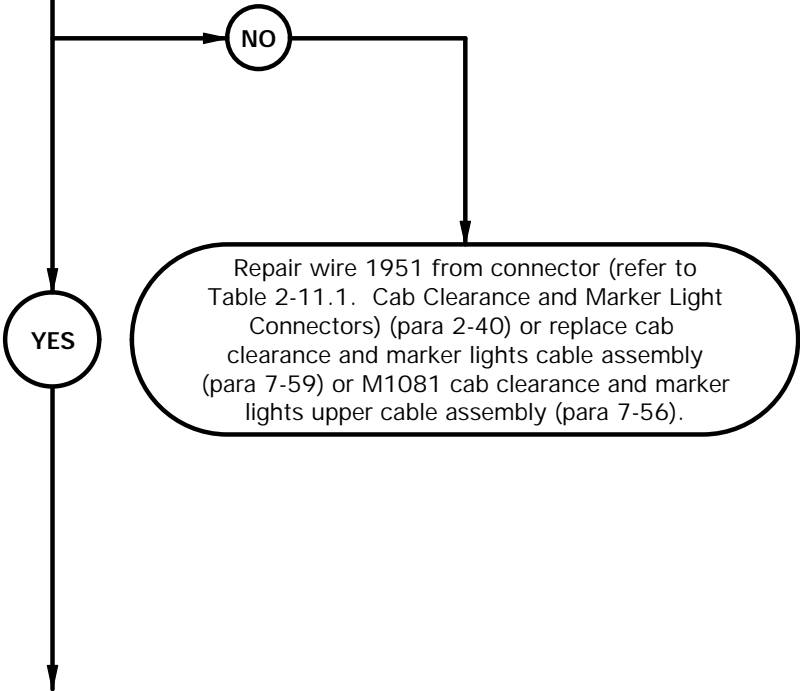 NO
Repair wire 1951 from connector (refer to
Table 2-11.1. Cab Clearance and Marker Light
Connectors) (para 2-40) or replace cab
clearance and marker lights cable assembly
(para 7-59) or M1081 cab clearance and marker
lights upper cable assembly (para 7-56).
YES